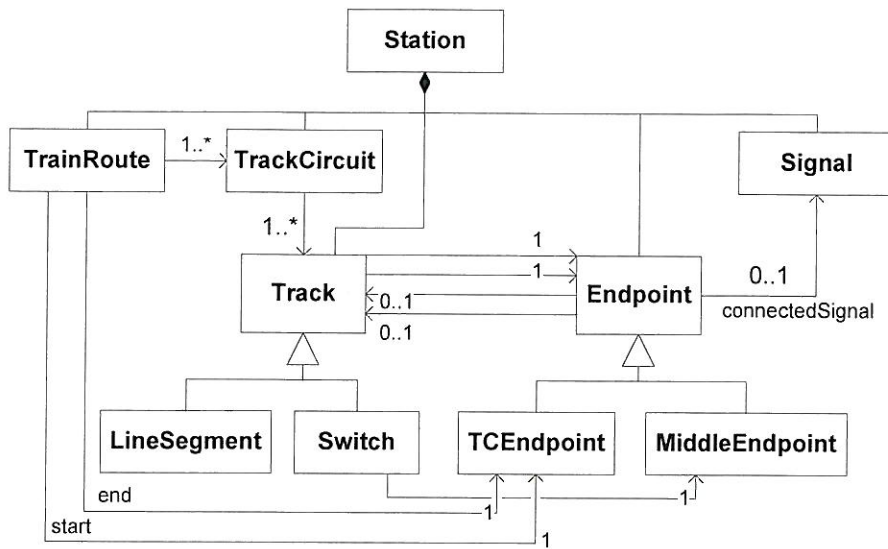 Station
TrainRoute
1..*
TrackCircuit
Signal
1..*
Track
1
1
0..1
0..1
Endpoint
0..1
connectedSignal
LineSegment
Switch
TCEndpoint
MiddleEndpoint
end
1
1
start
1